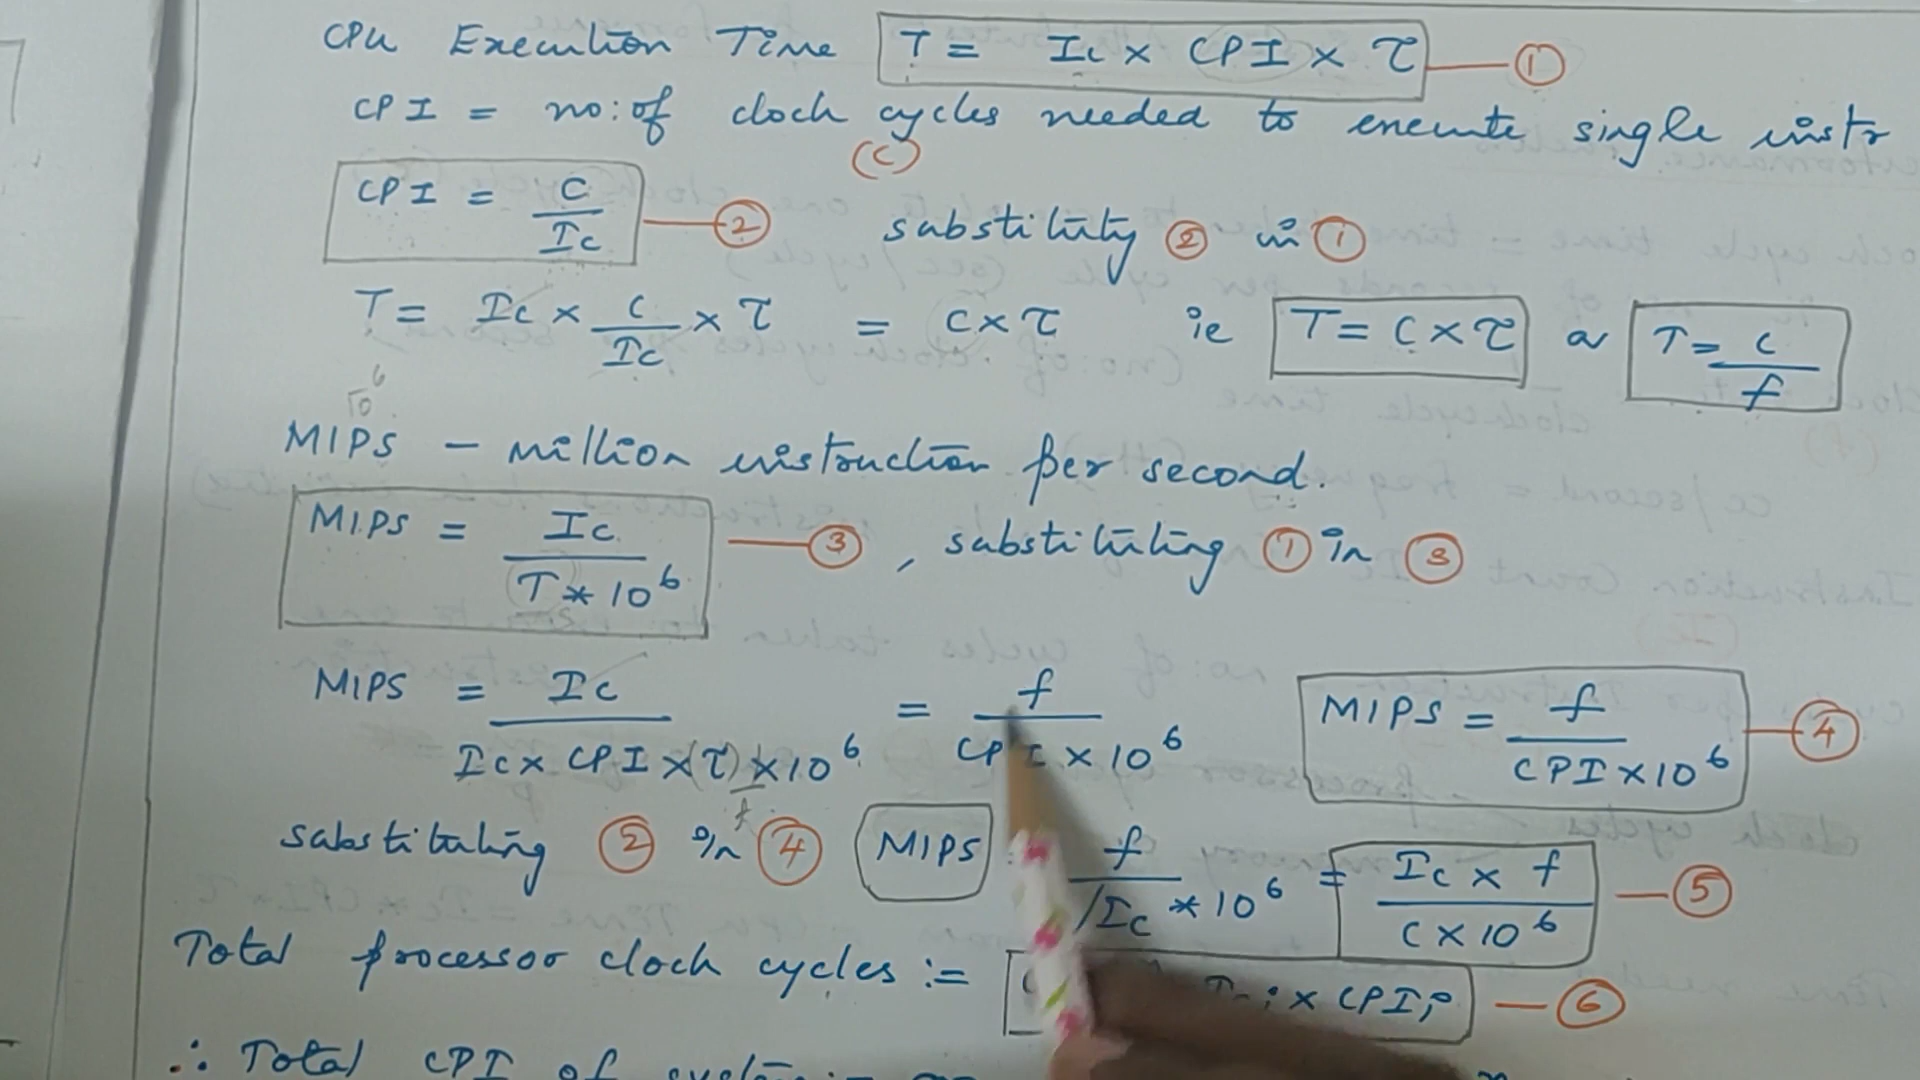 CPU Execution Time T = Ic × CPI × τ —①
CPI = no: of clock cycles needed to execute single instr
(C)
CPI = C/Ic —② substituting ② in ①
T = Ic × C/Ic × τ = C × τ ie T = C × τ or T = C/f
10^6
MIPS – million instruction per second.
MIPS = Ic/(T * 10^6) —③, substituting ① in ③
MIPS = Ic/(Ic × CPI × (τ) × 10^6) = f/(CPI × 10^6) MIPS = f/(CPI × 10^6) —④
substituting ② in ④ MIPS f/( /Ic * 10^6) = (Ic × f)/(C × 10^6) —⑤
Total processor clock cycles := × CPIi —⑥
∴ Total CPI of